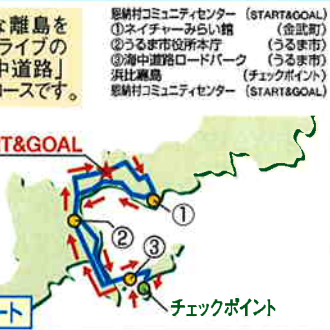 な離島を
ライブの
中道路」
コースです。
恩納村コミュニティセンター (START&GOAL)
①ネイチャーみらい館 (金武町)
②うるま市役所本庁 (うるま市)
③海中道路ロードパーク (うるま市)
浜比嘉島 (チェックポイント)
恩納村コミュニティセンター (START&GOAL)
T&GOAL
①
②
③
チェックポイント
ート